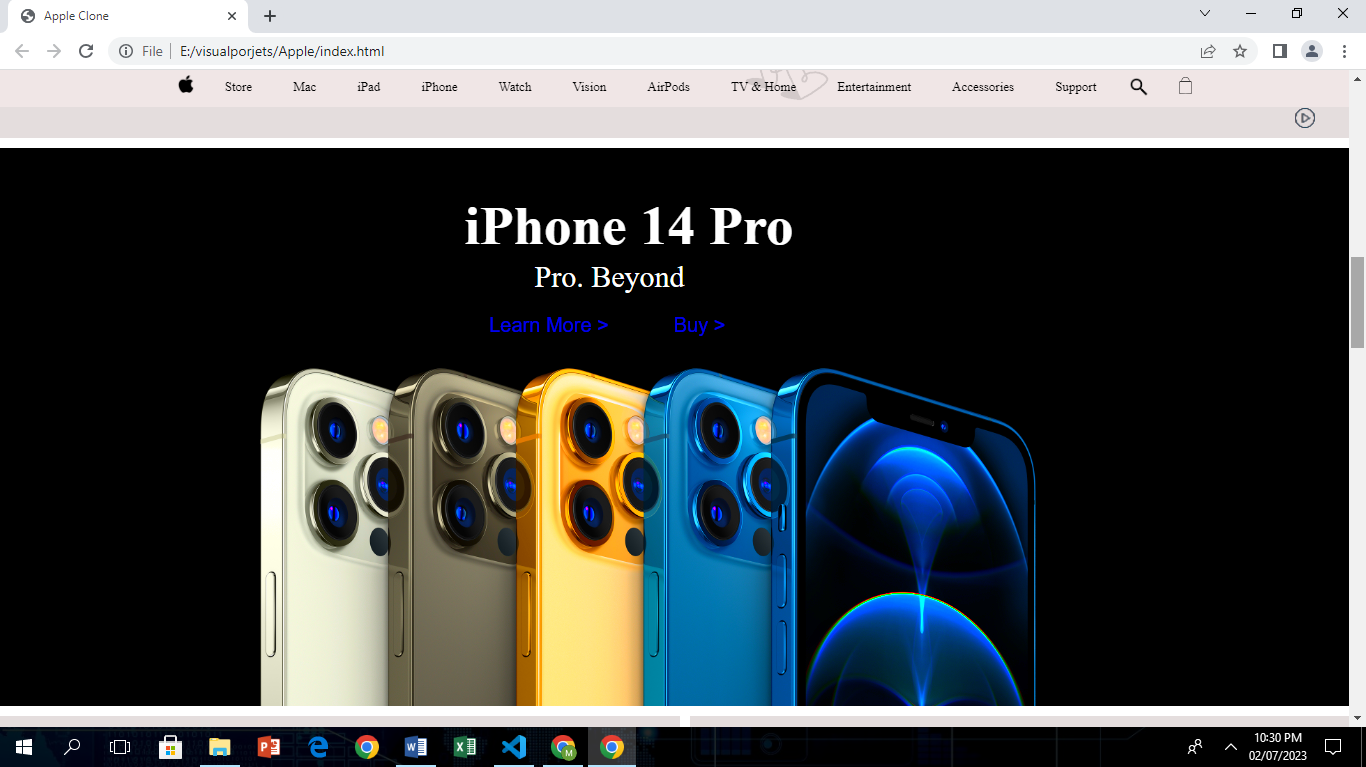 Apple Clone
File | E:/visualporjets/Apple/index.html
Store Mac iPad iPhone Watch Vision AirPods TV & Home Entertainment Accessories Support
iPhone 14 Pro
Pro. Beyond
Learn More > Buy >
10:30 PM
02/07/2023